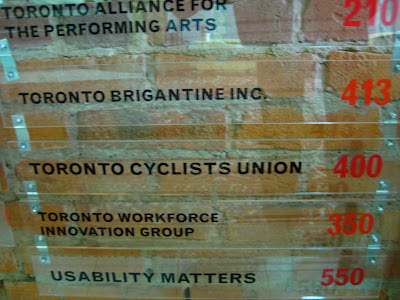 TORONTO ALLIANCE FOR
THE PERFORMING ARTS 210
TORONTO BRIGANTINE INC. 413
TORONTO CYCLISTS UNION 400
TORONTO WORKFORCE
INNOVATION GROUP 350
USABILITY MATTERS 550